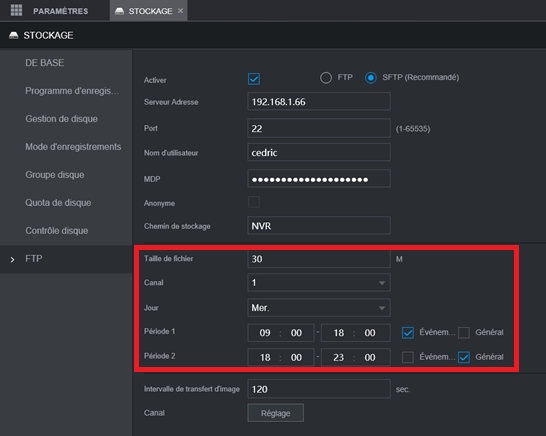 PARAMÈTRES STOCKAGE ×
STOCKAGE
DE BASE
Programme d'enregis...
Gestion de disque
Mode d'enregistrements
Groupe disque
Quota de disque
Contrôle disque
FTP
Activer FTP SFTP (Recommandé)
Serveur Adresse 192.168.1.66
Port 22 (1-65535)
Nom d'utilisateur cedric
MDP ●●●●●●●●●●●●●●●●●●●●
Anonyme
Chemin de stockage NVR
Taille de fichier 30 M
Canal 1
Jour Mer.
Période 1 09 : 00 - 18 : 00 Événem... Général
Période 2 18 : 00 - 23 : 00 Événem... Général
Intervalle de transfert d'image 120 sec.
Canal Réglage